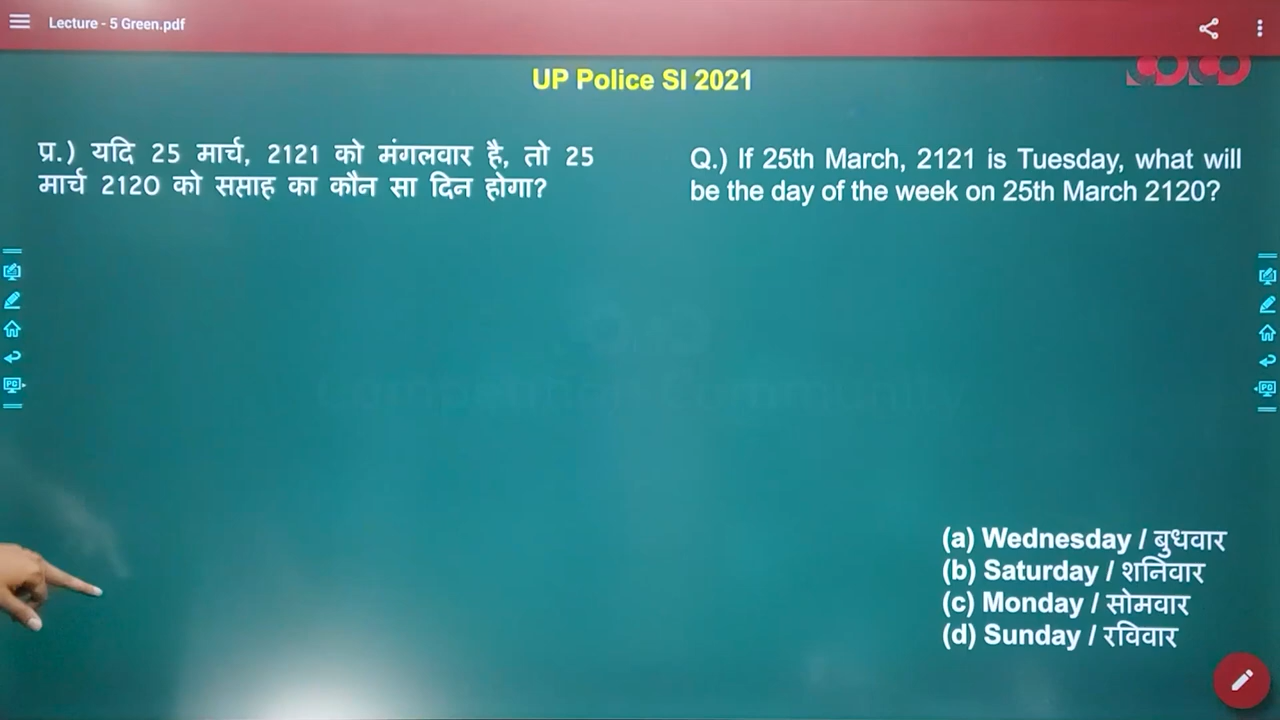 Lecture - 5 Green.pdf
UP Police SI 2021
प्र.) यदि 25 मार्च, 2121 को मंगलवार है, तो 25
मार्च 2120 को सप्ताह का कौन सा दिन होगा?
Q.) If 25th March, 2121 is Tuesday, what will
be the day of the week on 25th March 2120?
(a) Wednesday / बुधवार
(b) Saturday / शनिवार
(c) Monday / सोमवार
(d) Sunday / रविवार